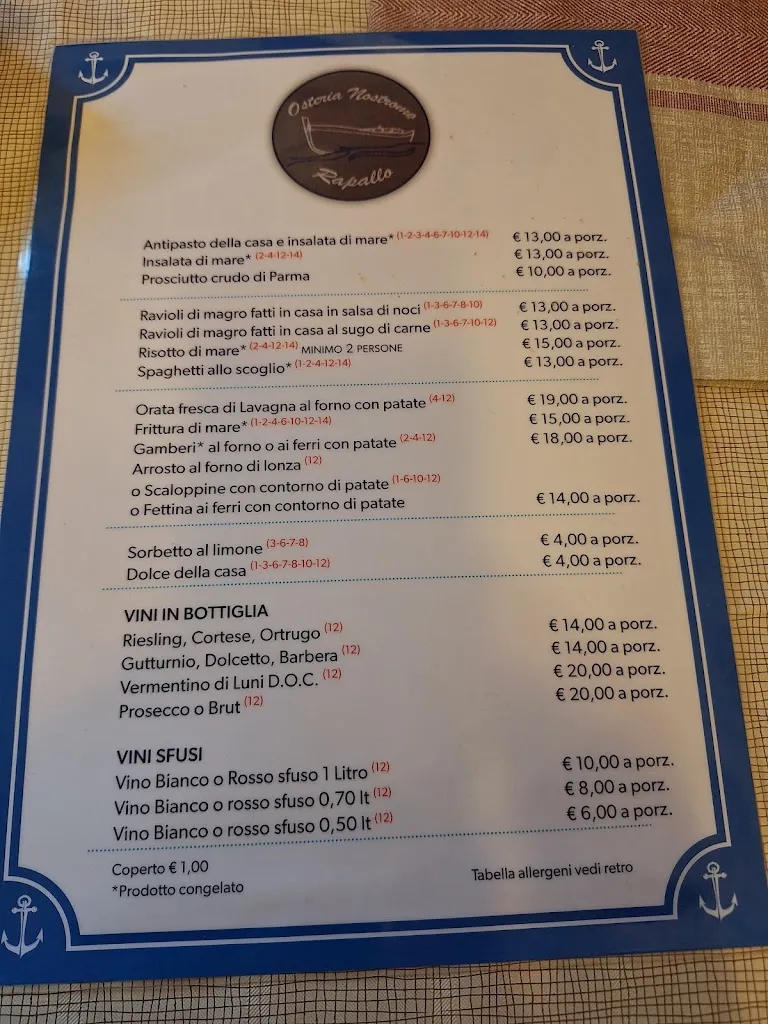 Osteria Nostromo
Rapallo
Antipasto della casa e insalata di mare* (1-2-3-4-6-7-10-12-14) € 13,00 a porz.
Insalata di mare* (2-4-12-14) € 13,00 a porz.
Prosciutto crudo di Parma € 10,00 a porz.
Ravioli di magro fatti in casa in salsa di noci (1-3-6-7-8-10) € 13,00 a porz.
Ravioli di magro fatti in casa al sugo di carne (1-3-6-7-10-12) € 13,00 a porz.
Risotto di mare* (2-4-12-14) MINIMO 2 PERSONE € 15,00 a porz.
Spaghetti allo scoglio* (1-2-4-12-14) € 13,00 a porz.
Orata fresca di Lavagna al forno con patate (4-12) € 19,00 a porz.
Frittura di mare* (1-2-4-6-10-12-14) € 15,00 a porz.
Gamberi* al forno o ai ferri con patate (2-4-12) € 18,00 a porz.
Arrosto al forno di lonza (12)
o Scaloppine con contorno di patate (1-6-10-12)
o Fettina ai ferri con contorno di patate € 14,00 a porz.
Sorbetto al limone (3-6-7-8) € 4,00 a porz.
Dolce della casa (1-3-6-7-8-10-12) € 4,00 a porz.
VINI IN BOTTIGLIA
Riesling, Cortese, Ortrugo (12) € 14,00 a porz.
Gutturnio, Dolcetto, Barbera (12) € 14,00 a porz.
Vermentino di Luni D.O.C. (12) € 20,00 a porz.
Prosecco o Brut (12) € 20,00 a porz.
VINI SFUSI
Vino Bianco o Rosso sfuso 1 Litro (12) € 10,00 a porz.
Vino Bianco o rosso sfuso 0,70 lt (12) € 8,00 a porz.
Vino Bianco o rosso sfuso 0,50 lt (12) € 6,00 a porz.
Coperto € 1,00
*Prodotto congelato
Tabella allergeni vedi retro